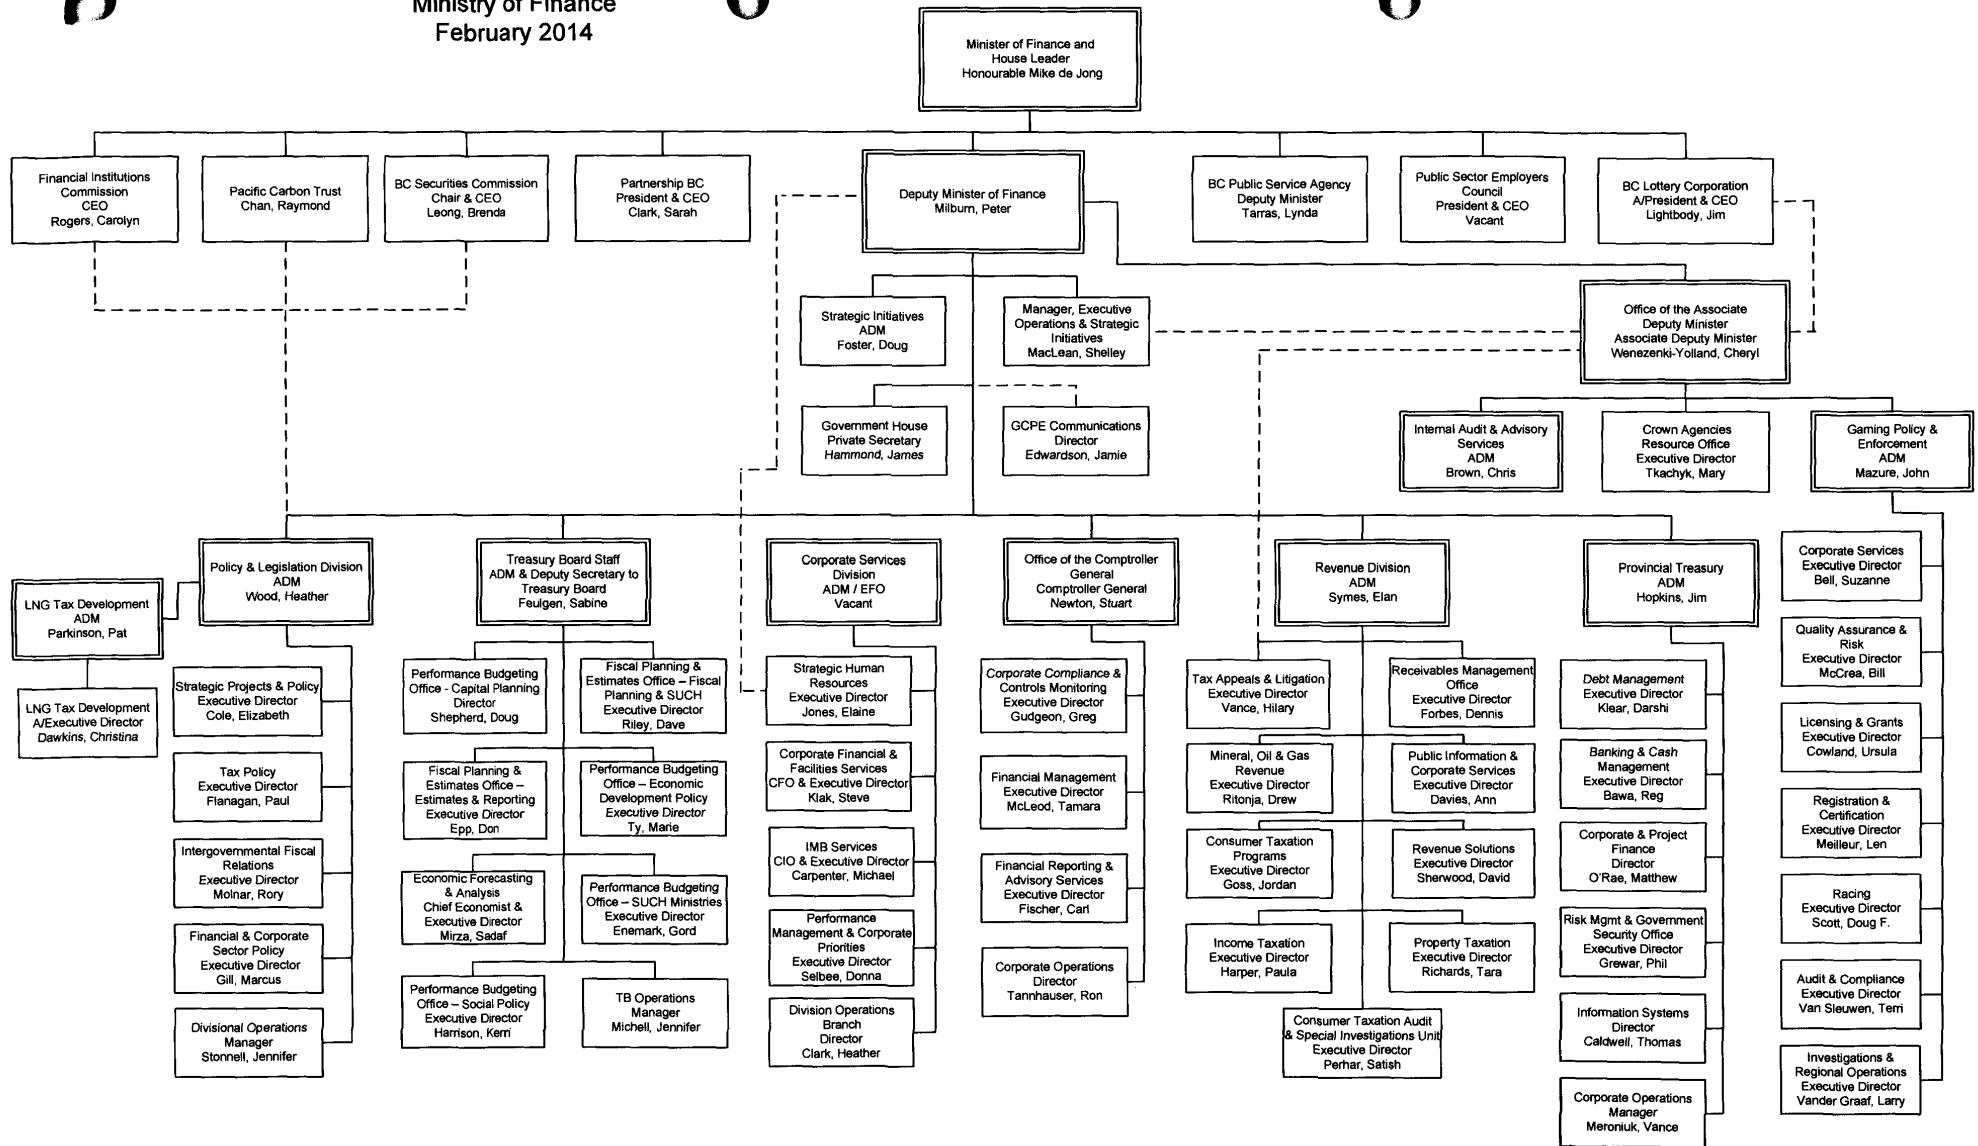 Ministry of Finance
February 2014
Minister of Finance and
House Leader
Honourable Mike de Jong
Financial Institutions
Commission
CEO
Rogers, Carolyn
Pacific Carbon Trust
Chan, Raymond
BC Securities Commission
Chair & CEO
Leong, Brenda
Partnership BC
President & CEO
Clark, Sarah
Deputy Minister of Finance
Milburn, Peter
BC Public Service Agency
Deputy Minister
Tarras, Lynda
Public Sector Employers
Council
President & CEO
Vacant
BC Lottery Corporation
A/President & CEO
Lightbody, Jim
Strategic Initiatives
ADM
Foster, Doug
Manager, Executive
Operations & Strategic
Initiatives
MacLean, Shelley
Office of the Associate
Deputy Minister
Associate Deputy Minister
Wenezenki-Yolland, Cheryl
Government House
Private Secretary
Hammond, James
GCPE Communications
Director
Edwardson, Jamie
Internal Audit & Advisory
Services
ADM
Brown, Chris
Crown Agencies
Resource Office
Executive Director
Tkachyk, Mary
Gaming Policy &
Enforcement
ADM
Mazure, John
Policy & Legislation Division
ADM
Wood, Heather
LNG Tax Development
ADM
Parkinson, Pat
LNG Tax Development
A/Executive Director
Dawkins, Christina
Strategic Projects & Policy
Executive Director
Cole, Elizabeth
Tax Policy
Executive Director
Flanagan, Paul
Intergovernmental Fiscal
Relations
Executive Director
Molnar, Rory
Financial & Corporate
Sector Policy
Executive Director
Gill, Marcus
Divisional Operations
Manager
Stonnell, Jennifer
Treasury Board Staff
ADM & Deputy Secretary to
Treasury Board
Feulgen, Sabine
Performance Budgeting
Office - Capital Planning
Director
Shepherd, Doug
Fiscal Planning &
Estimates Office – Fiscal
Planning & SUCH
Executive Director
Riley, Dave
Fiscal Planning &
Estimates Office –
Estimates & Reporting
Executive Director
Epp, Don
Performance Budgeting
Office – Economic
Development Policy
Executive Director
Ty, Marie
Economic Forecasting
& Analysis
Chief Economist &
Executive Director
Mirza, Sadaf
Performance Budgeting
Office – SUCH Ministries
Executive Director
Enemark, Gord
Performance Budgeting
Office – Social Policy
Executive Director
Harrison, Kerri
TB Operations
Manager
Michell, Jennifer
Corporate Services
Division
ADM / EFO
Vacant
Strategic Human
Resources
Executive Director
Jones, Elaine
Corporate Financial &
Facilities Services
CFO & Executive Director
Klak, Steve
IMB Services
CIO & Executive Director
Carpenter, Michael
Performance
Management & Corporate
Priorities
Executive Director
Selbee, Donna
Division Operations
Branch
Director
Clark, Heather
Office of the Comptroller
General
Comptroller General
Newton, Stuart
Corporate Compliance &
Controls Monitoring
Executive Director
Gudgeon, Greg
Financial Management
Executive Director
McLeod, Tamara
Financial Reporting &
Advisory Services
Executive Director
Fischer, Carl
Corporate Operations
Director
Tannhauser, Ron
Revenue Division
ADM
Symes, Elan
Tax Appeals & Litigation
Executive Director
Vance, Hilary
Receivables Management
Office
Executive Director
Forbes, Dennis
Mineral, Oil & Gas
Revenue
Executive Director
Ritonja, Drew
Public Information &
Corporate Services
Executive Director
Davies, Ann
Consumer Taxation
Programs
Executive Director
Goss, Jordan
Revenue Solutions
Executive Director
Sherwood, David
Income Taxation
Executive Director
Harper, Paula
Property Taxation
Executive Director
Richards, Tara
Consumer Taxation Audit
& Special Investigations Unit
Executive Director
Perhar, Satish
Provincial Treasury
ADM
Hopkins, Jim
Debt Management
Executive Director
Klear, Darshi
Banking & Cash
Management
Executive Director
Bawa, Reg
Corporate & Project
Finance
Director
O'Rae, Matthew
Risk Mgmt & Government
Security Office
Executive Director
Grewar, Phil
Information Systems
Director
Caldwell, Thomas
Corporate Operations
Manager
Meroniuk, Vance
Corporate Services
Executive Director
Bell, Suzanne
Quality Assurance &
Risk
Executive Director
McCrea, Bill
Licensing & Grants
Executive Director
Cowland, Ursula
Registration &
Certification
Executive Director
Meilleur, Len
Racing
Executive Director
Scott, Doug F.
Audit & Compliance
Executive Director
Van Sleuwen, Terri
Investigations &
Regional Operations
Executive Director
Vander Graaf, Larry